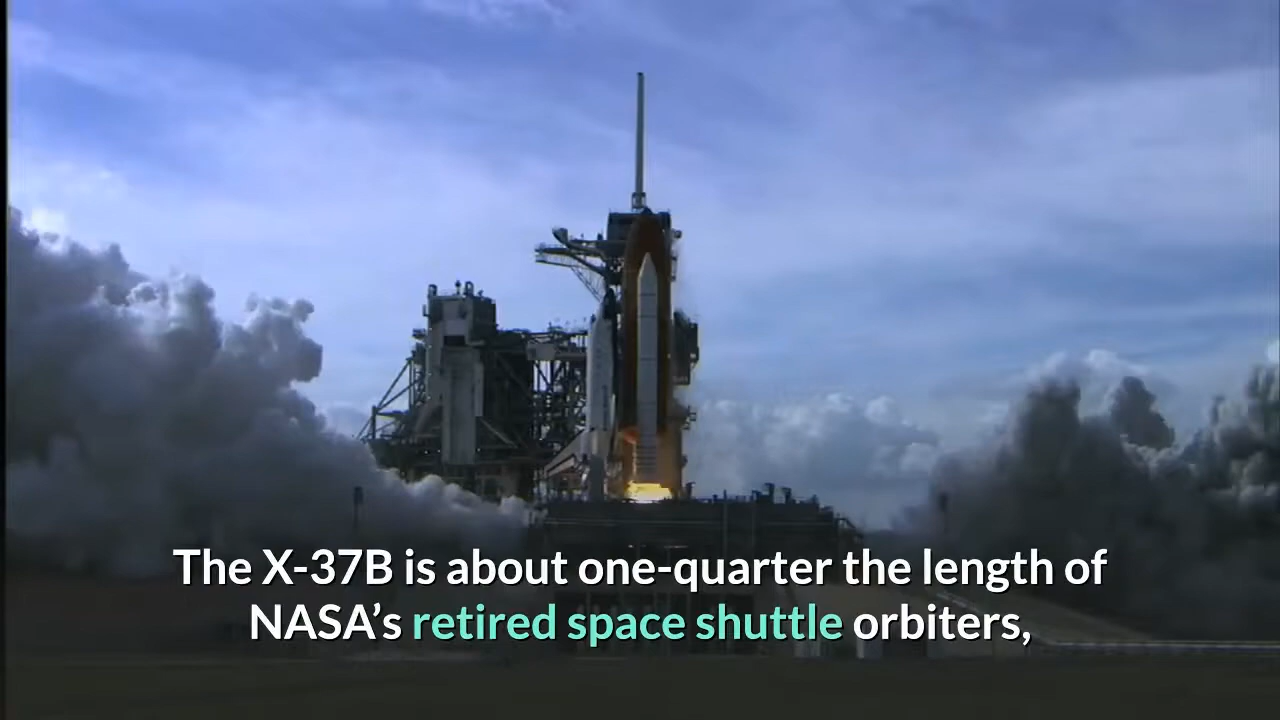 The X-37B is about one-quarter the length of
NASA’s retired space shuttle orbiters,